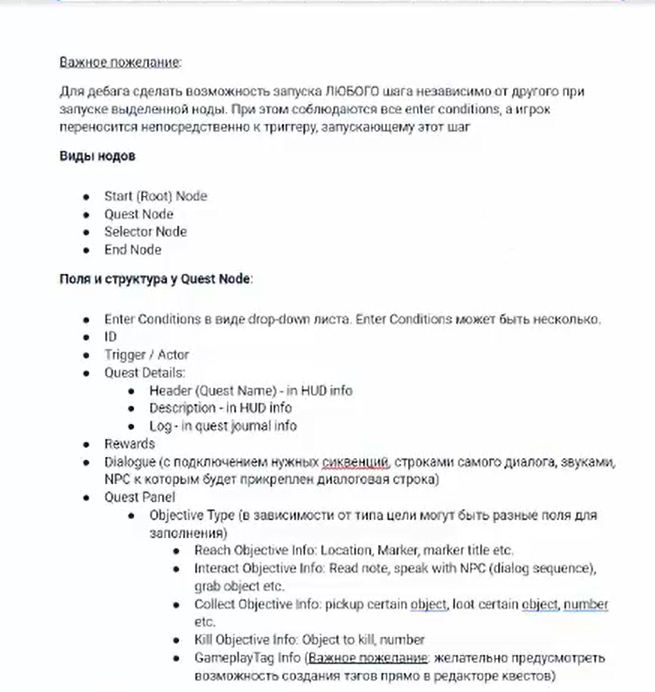 Важное пожелание:
Для дебага сделать возможность запуска ЛЮБОГО шага независимо от другого при
запуске выделенной ноды. При этом соблюдаются все enter conditions, а игрок
переносится непосредственно к триггеру, запускающему этот шаг
Виды нодов
● Start (Root) Node
● Quest Node
● Selector Node
● End Node
Поля и структура у Quest Node:
● Enter Conditions в виде drop-down листа. Enter Conditions может быть несколько.
● ID
● Trigger / Actor
● Quest Details:
● Header (Quest Name) - in HUD info
● Description - in HUD info
● Log - in quest journal info
● Rewards
● Dialogue (с подключением нужных сиквенций, строками самого диалога, звуками,
NPC к которым будет прикреплен диалоговая строка)
● Quest Panel
● Objective Type (в зависимости от типа цели могут быть разные поля для
заполнения)
● Reach Objective Info: Location, Marker, marker title etc.
● Interact Objective Info: Read note, speak with NPC (dialog sequence),
grab object etc.
● Collect Objective Info: pickup certain object, loot certain object, number
etc.
● Kill Objective Info: Object to kill, number
● GameplayTag Info (Важное пожелание: желательно предусмотреть
возможность создания тэгов прямо в редакторе квестов)